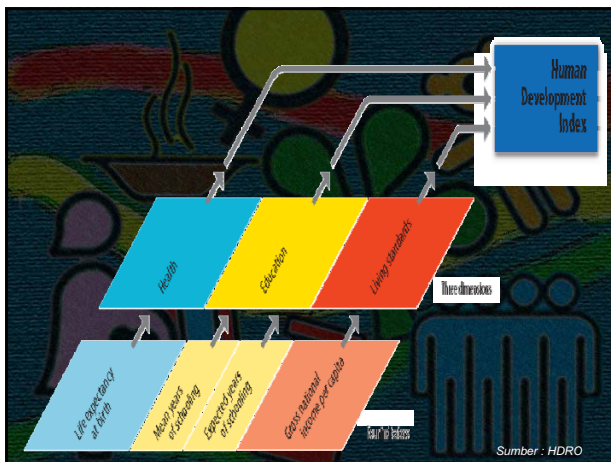 Human
Development
Index
Health
Education
Living standards
Three dimensions
Life expectancy
at birth
Mean years
of schooling
Expected years
of schooling
Gross national
income per capita
Sumber : HDRO